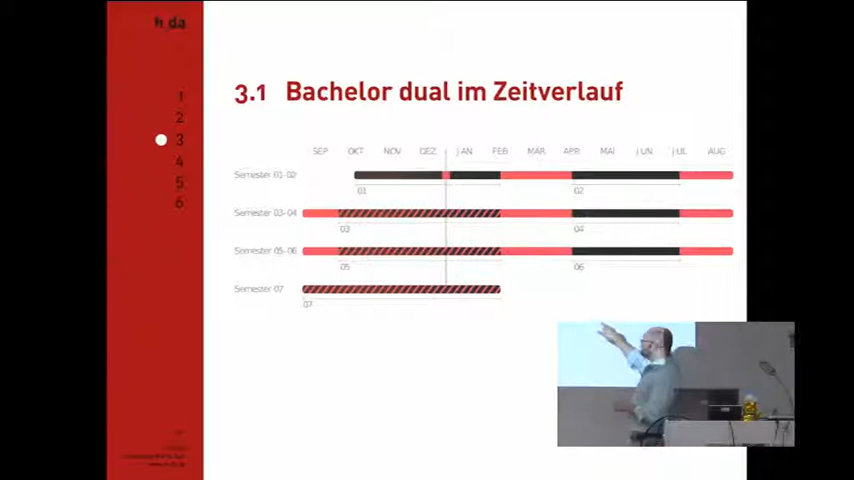 h_da
1
2
3
4
5
6
3.1 Bachelor dual im Zeitverlauf
SEP OKT NOV DEZ JAN FEB MÄR APR MAI JUN JUL AUG
Semester 01-02
01 02
Semester 03-04
03 04
Semester 05-06
05 06
Semester 07
07